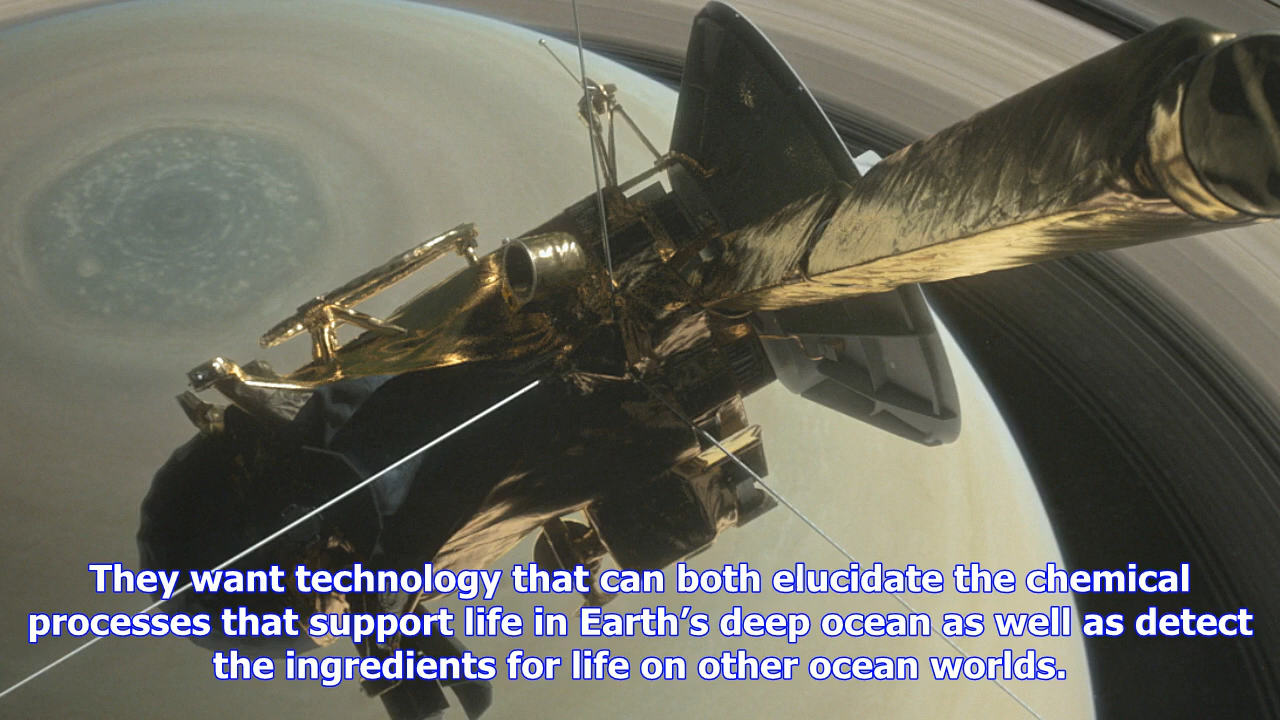 They want technology that can both elucidate the chemical
processes that support life in Earth’s deep ocean as well as detect
the ingredients for life on other ocean worlds.